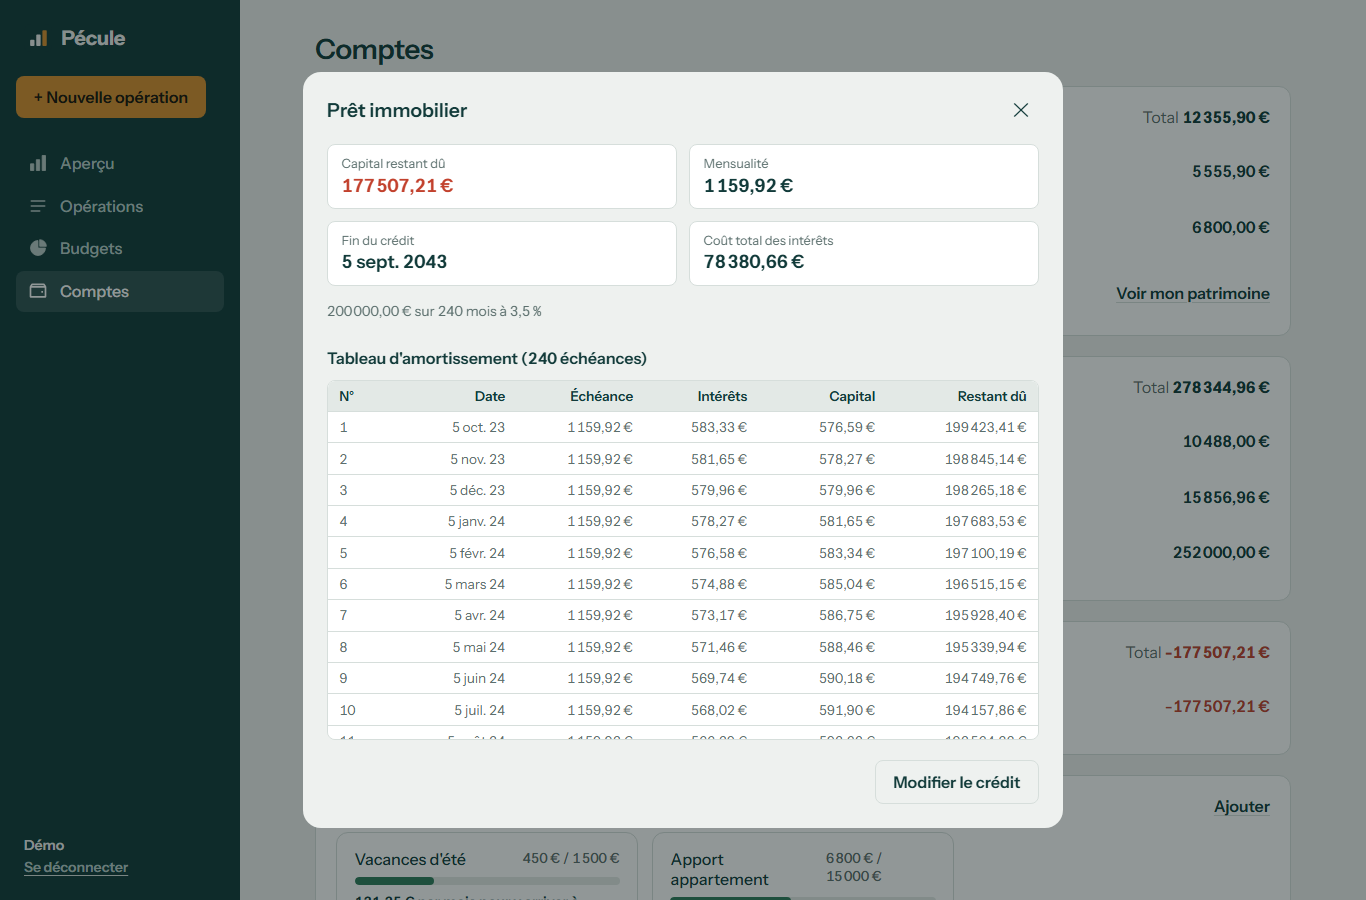 Pécule
+ Nouvelle opération
Aperçu
Opérations
Budgets
Comptes
Démo
Se déconnecter
Comptes
Prêt immobilier
Capital restant dû
177 507,21 €
Mensualité
1 159,92 €
Fin du crédit
5 sept. 2043
Coût total des intérêts
78 380,66 €
200 000,00 € sur 240 mois à 3,5 %
Tableau d'amortissement (240 échéances)
N° Date Échéance Intérêts Capital Restant dû
1 5 oct. 23 1 159,92 € 583,33 € 576,59 € 199 423,41 €
2 5 nov. 23 1 159,92 € 581,65 € 578,27 € 198 845,14 €
3 5 déc. 23 1 159,92 € 579,96 € 579,96 € 198 265,18 €
4 5 janv. 24 1 159,92 € 578,27 € 581,65 € 197 683,53 €
5 5 févr. 24 1 159,92 € 576,58 € 583,34 € 197 100,19 €
6 5 mars 24 1 159,92 € 574,88 € 585,04 € 196 515,15 €
7 5 avr. 24 1 159,92 € 573,17 € 586,75 € 195 928,40 €
8 5 mai 24 1 159,92 € 571,46 € 588,46 € 195 339,94 €
9 5 juin 24 1 159,92 € 569,74 € 590,18 € 194 749,76 €
10 5 juil. 24 1 159,92 € 568,02 € 591,90 € 194 157,86 €
Modifier le crédit
Total 12 355,90 €
5 555,90 €
6 800,00 €
Voir mon patrimoine
Total 278 344,96 €
10 488,00 €
15 856,96 €
252 000,00 €
Total -177 507,21 €
-177 507,21 €
Ajouter
Vacances d'été 450 € / 1 500 €
Apport appartement
6 800 € /
15 000 €